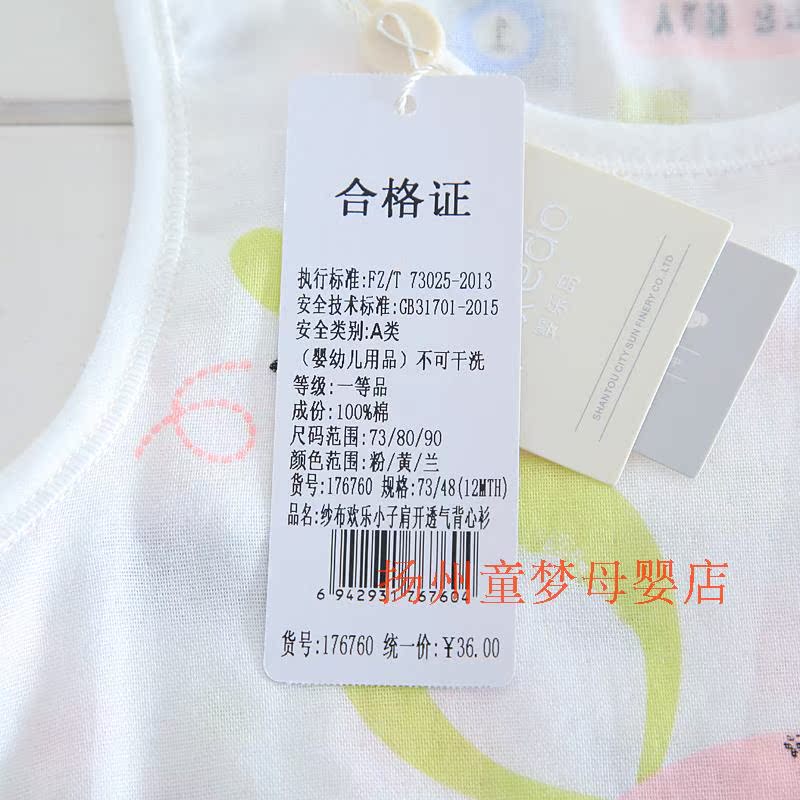 合格证
执行标准:FZ/T 73025-2013
安全技术标准:GB31701-2015
安全类别:A类
（婴幼儿用品）不可干洗
等级:一等品
成份:100%棉
尺码范围:73/80/90
颜色范围:粉/黄/兰
货号:176760 规格:73/48(12MTH)
品名:纱布欢乐小子肩开透气背心衫
6 942931 767604
货号:176760 统一价:¥36.00
扬州童梦母婴店
SHANTOU CITY SUN FINERY CO.,LTD